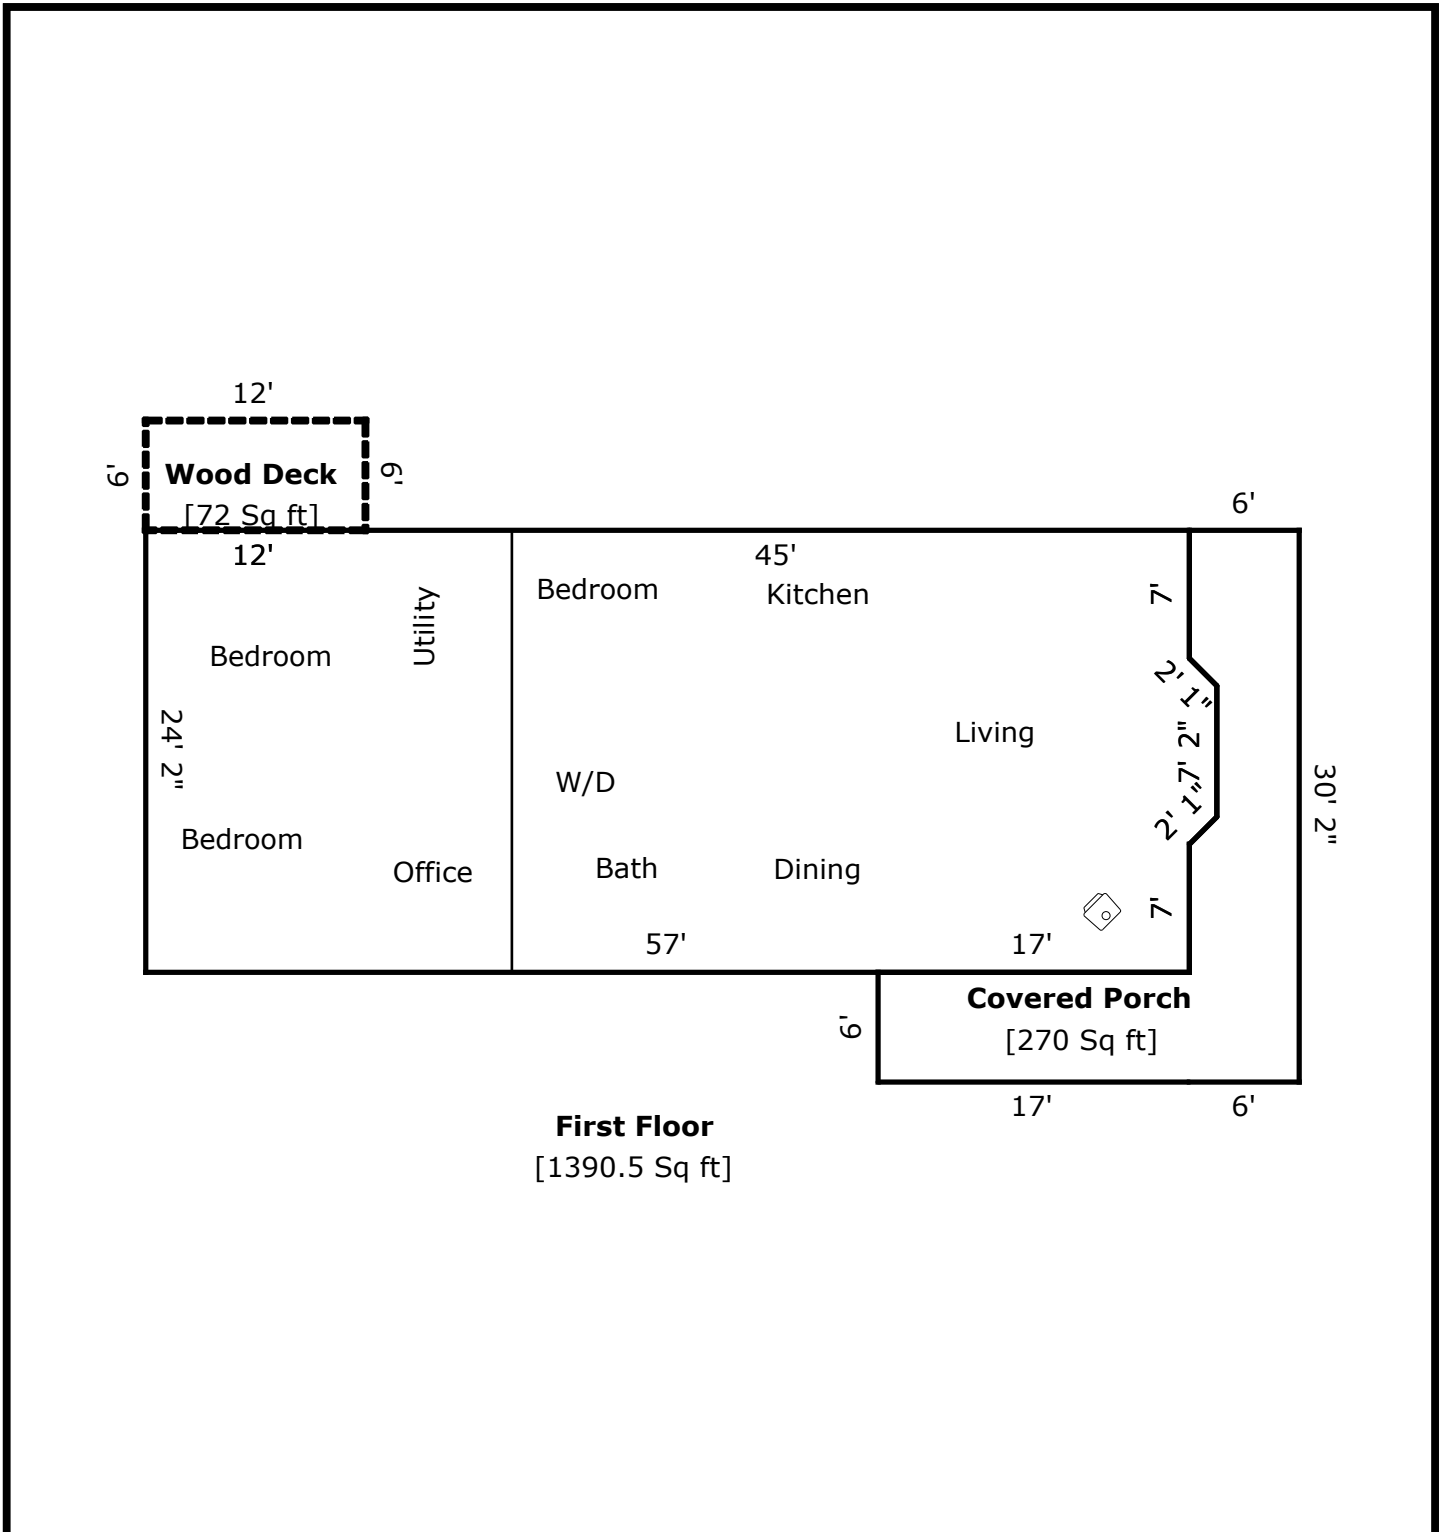 12'
6'
Wood Deck
6'
[72 Sq ft]
6'
12'
45'
Bedroom
Kitchen
7'
Utility
Bedroom
2' 1"
24' 2"
Living
7' 2"
W/D
30' 2"
2' 1"
Bedroom
Office
Bath
Dining
7'
57'
17'
Covered Porch
6'
[270 Sq ft]
17'
6'
First Floor
[1390.5 Sq ft]